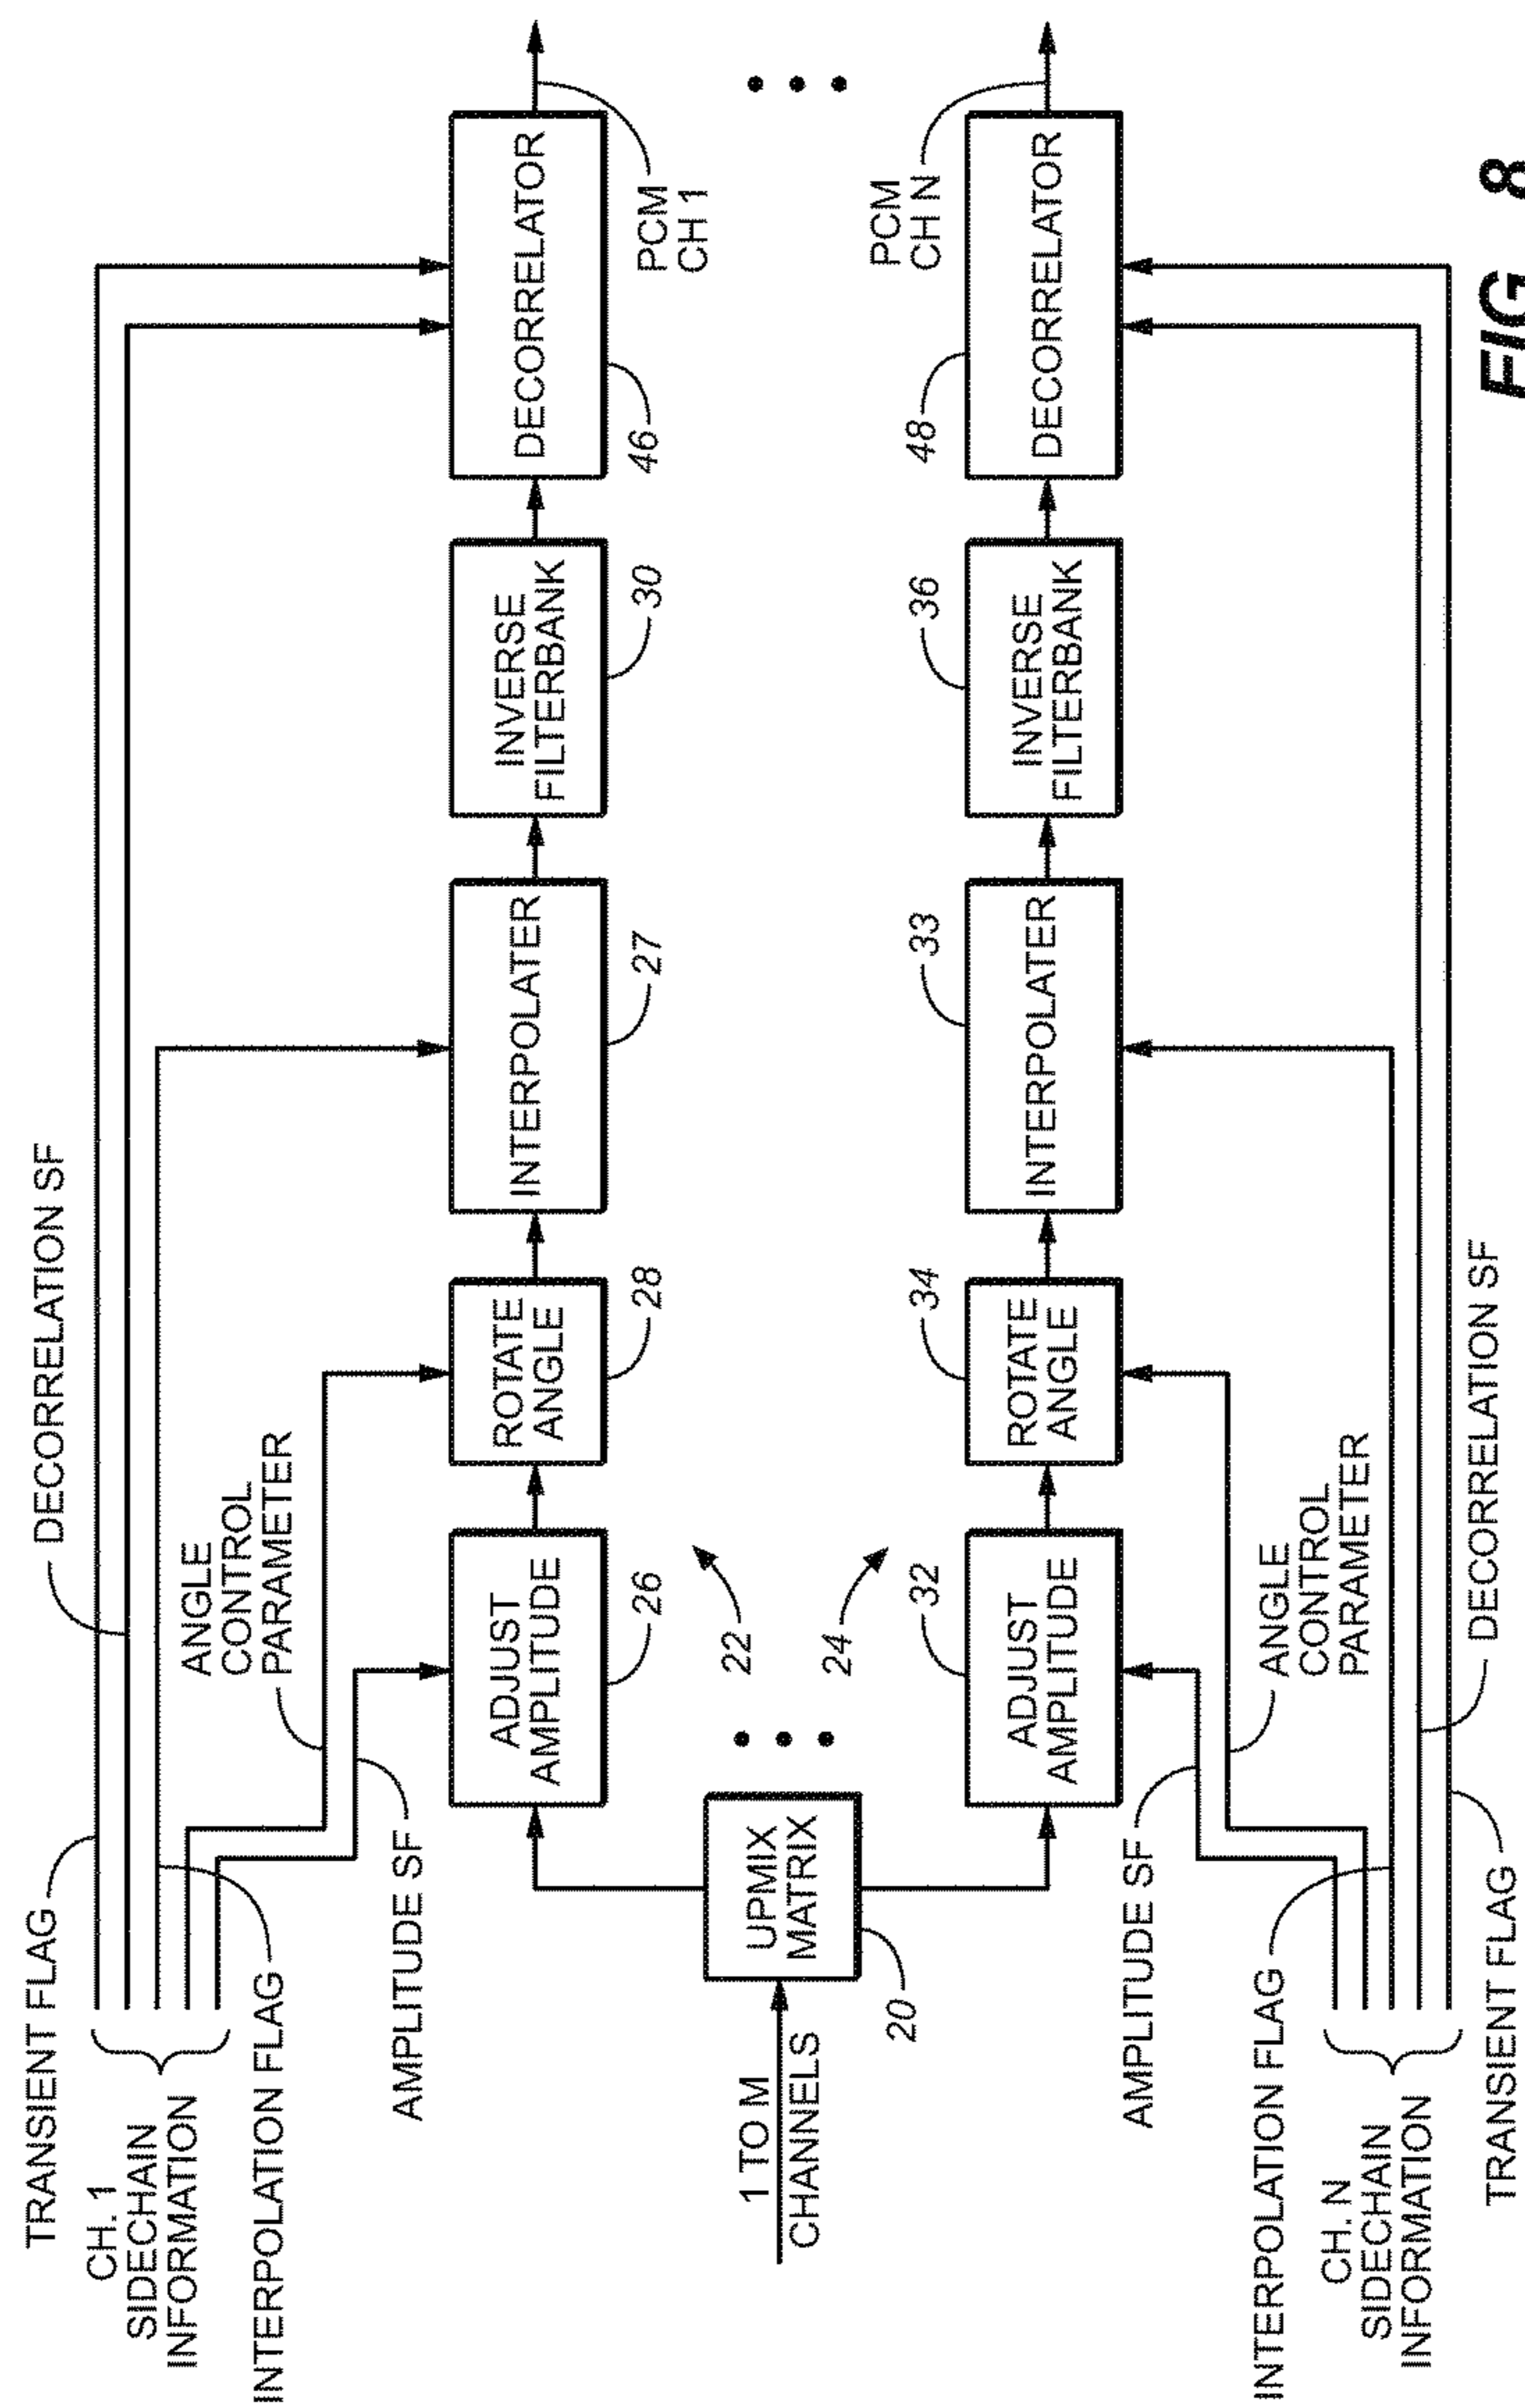 TRANSIENT FLAG
DECORRELATION SF
CH. 1
SIDECHAIN
INFORMATION
ANGLE
CONTROL
PARAMETER
INTERPOLATION FLAG
AMPLITUDE SF
ADJUST
AMPLITUDE
26
ROTATE
ANGLE
28
INTERPOLATER
27
INVERSE
FILTERBANK
30
DECORRELATOR
46
PCM
CH 1
22
1 TO M
CHANNELS
UPMIX
MATRIX
20
24
PCM
CH N
32
ADJUST
AMPLITUDE
34
ROTATE
ANGLE
33
INTERPOLATER
36
INVERSE
FILTERBANK
48
DECORRELATOR
AMPLITUDE SF
INTERPOLATION FLAG
ANGLE
CONTROL
PARAMETER
CH. N
SIDECHAIN
INFORMATION
DECORRELATION SF
TRANSIENT FLAG
FIG_8